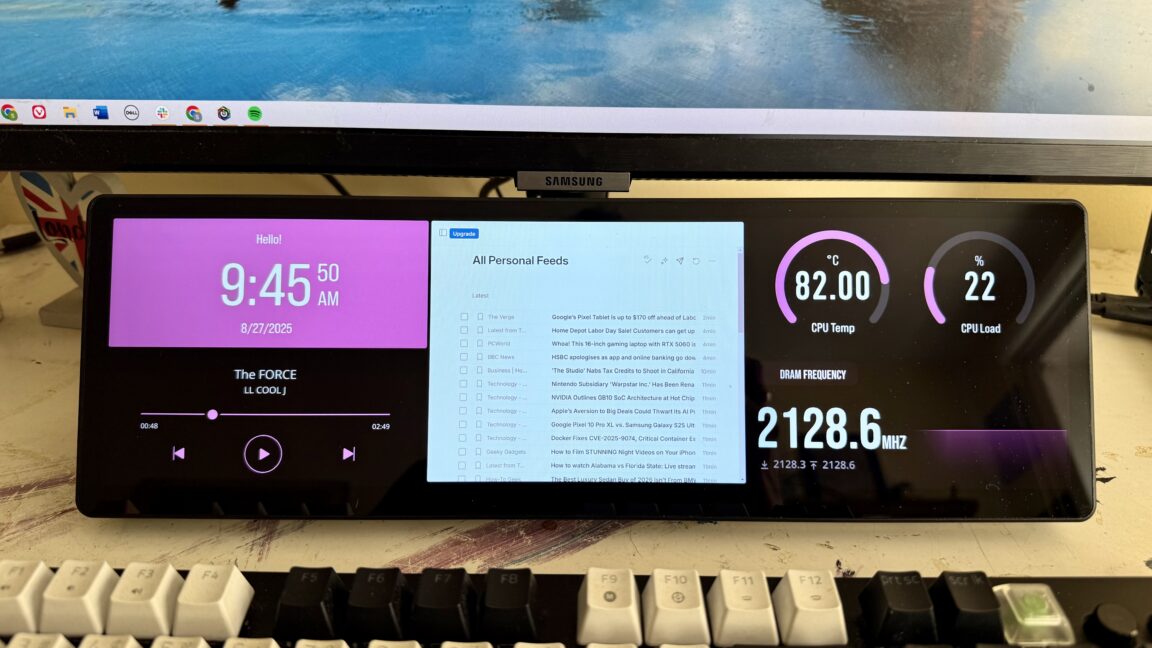 W
DELL
SAMSUNG
Hello!
9:45 50 AM
8/27/2025
The FORCE
LL COOL J
00:48 02:49
Upgrade
All Personal Feeds
Latest
The Verge Google's Pixel Tablet is up to $170 off ahead of Labc 2min
Latest from T... Home Depot Labor Day Sale! Customers can get up 4min
PCWorld Whoa! This 16-inch gaming laptop with RTX 5060 is 4min
BBC News HSBC apologises as app and online banking go dow 4min
Business | He... 'The Studio' Nabs Tax Credits to Shoot in California 10min
Technology - ... Nintendo Subsidiary 'Warpstar Inc.' Has Been Rena 11min
Technology - ... NVIDIA Outlines GB10 SoC Architecture at Hot Chip 11min
Technology - ... Apple's Aversion to Big Deals Could Thwart Its AI P 11min
Technology - ... Google Pixel 10 Pro XL vs. Samsung Galaxy S25 Ult 11min
Technology - ... Docker Fixes CVE-2025-9074, Critical Container Es 11min
Geeky Gadgets How to Film STUNNING Night Videos on Your iPhon 11min
Latest from T... How to watch Alabama vs Florida State: Live stream 11min
How-To Geek The Best Luxury Sedan Buy of 2026 Isn't From BMW 11min
°C
82.00
CPU Temp
%
22
CPU Load
DRAM FREQUENCY
2128.6 MHZ
2128.3 2128.6
F1 F2 F3 F4 F5 F6 F7 F8 F9 F10 F11 F12 prt sc scr lk